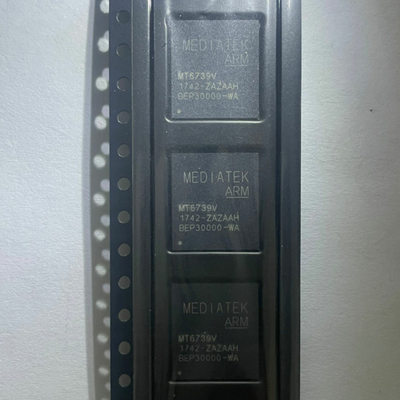 MEDIATEK
ARM
MT6739V
1742-ZAZAAH
BEP30000-WA
MEDIATEK
ARM
MT6739V
1742-ZAZAAH
BEP30000-WA
MEDIATEK
ARM
MT6739V
1742-ZAZAAH
BEP30000-WA